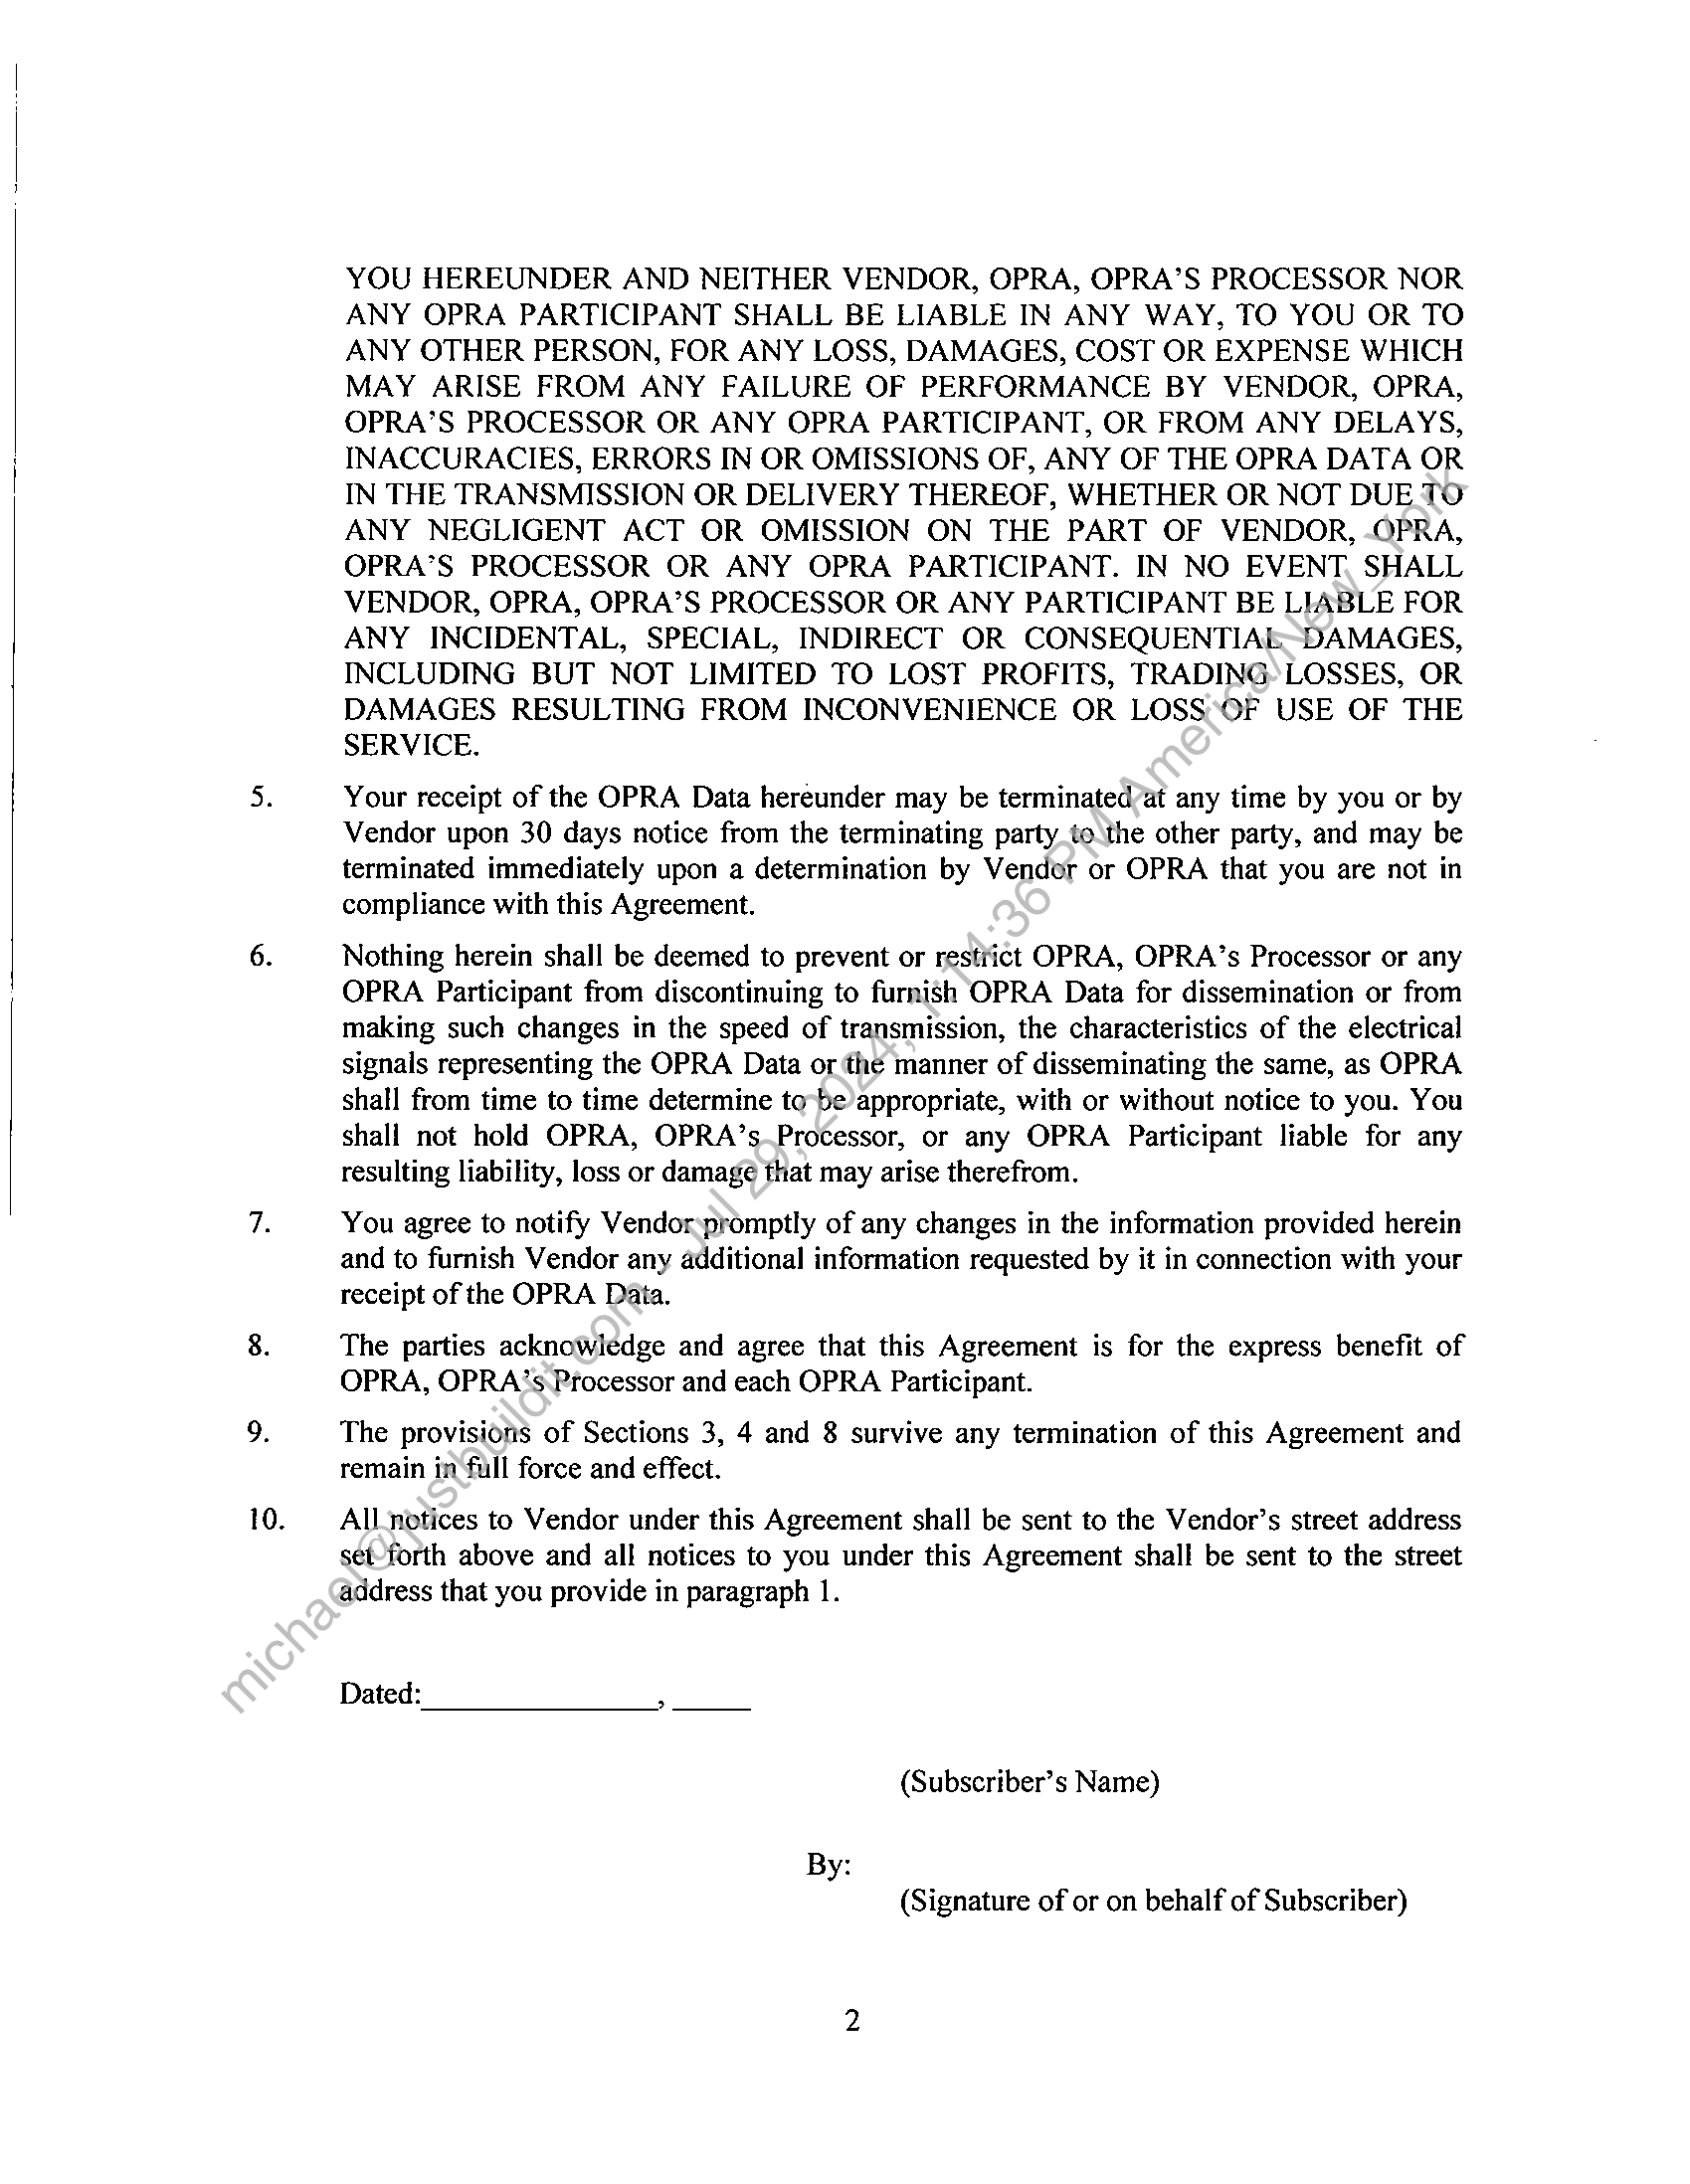 YOU HEREUNDER AND NEITHER VENDOR, OPRA, OPRA'S PROCESSOR NOR
ANY OPRA PARTICIPANT SHALL BE LIABLE IN ANY WAY, TO YOU OR TO
ANY OTHER PERSON, FOR ANY LOSS, DAMAGES, COST OR EXPENSE WHICH
MAY ARISE FROM ANY FAILURE OF PERFORMANCE BY VENDOR, OPRA,
OPRA'S PROCESSOR OR ANY OPRA PARTICIPANT, OR FROM ANY DELAYS,
INACCURACIES, ERRORS IN OR OMISSIONS OF, ANY OF THE OPRA DATA OR
IN THE TRANSMISSION OR DELIVERY THEREOF, WHETHER OR NOT DUE TO
ANY NEGLIGENT ACT OR OMISSION ON THE PART OF VENDOR, OPRA,
OPRA'S PROCESSOR OR ANY OPRA PARTICIPANT. IN NO EVENT SHALL
VENDOR, OPRA, OPRA'S PROCESSOR OR ANY PARTICIPANT BE LIABLE FOR
ANY INCIDENTAL, SPECIAL, INDIRECT OR CONSEQUENTIAL DAMAGES,
INCLUDING BUT NOT LIMITED TO LOST PROFITS, TRADING LOSSES, OR
DAMAGES RESULTING FROM INCONVENIENCE OR LOSS OF USE OF THE
SERVICE.
5. Your receipt of the OPRA Data hereunder may be terminated at any time by you or by
Vendor upon 30 days notice from the terminating party to the other party, and may be
terminated immediately upon a determination by Vendor or OPRA that you are not in
compliance with this Agreement.
6. Nothing herein shall be deemed to prevent or restrict OPRA, OPRA's Processor or any
OPRA Participant from discontinuing to furnish OPRA Data for dissemination or from
making such changes in the speed of transmission, the characteristics of the electrical
signals representing the OPRA Data or the manner of disseminating the same, as OPRA
shall from time to time determine to be appropriate, with or without notice to you. You
shall not hold OPRA, OPRA's Processor, or any OPRA Participant liable for any
resulting liability, loss or damage that may arise therefrom.
7. You agree to notify Vendor promptly of any changes in the information provided herein
and to furnish Vendor any additional information requested by it in connection with your
receipt of the OPRA Data.
8. The parties acknowledge and agree that this Agreement is for the express benefit of
OPRA, OPRA's Processor and each OPRA Participant.
9. The provisions of Sections 3, 4 and 8 survive any termination of this Agreement and
remain in full force and effect.
10. All notices to Vendor under this Agreement shall be sent to the Vendor's street address
set forth above and all notices to you under this Agreement shall be sent to the street
address that you provide in paragraph 1.
Dated:_______________, _____
(Subscriber's Name)
By:
(Signature of or on behalf of Subscriber)
2
michael@justbuildit.com - Jul 29, 2024, 1:14:36 PM America/New_York